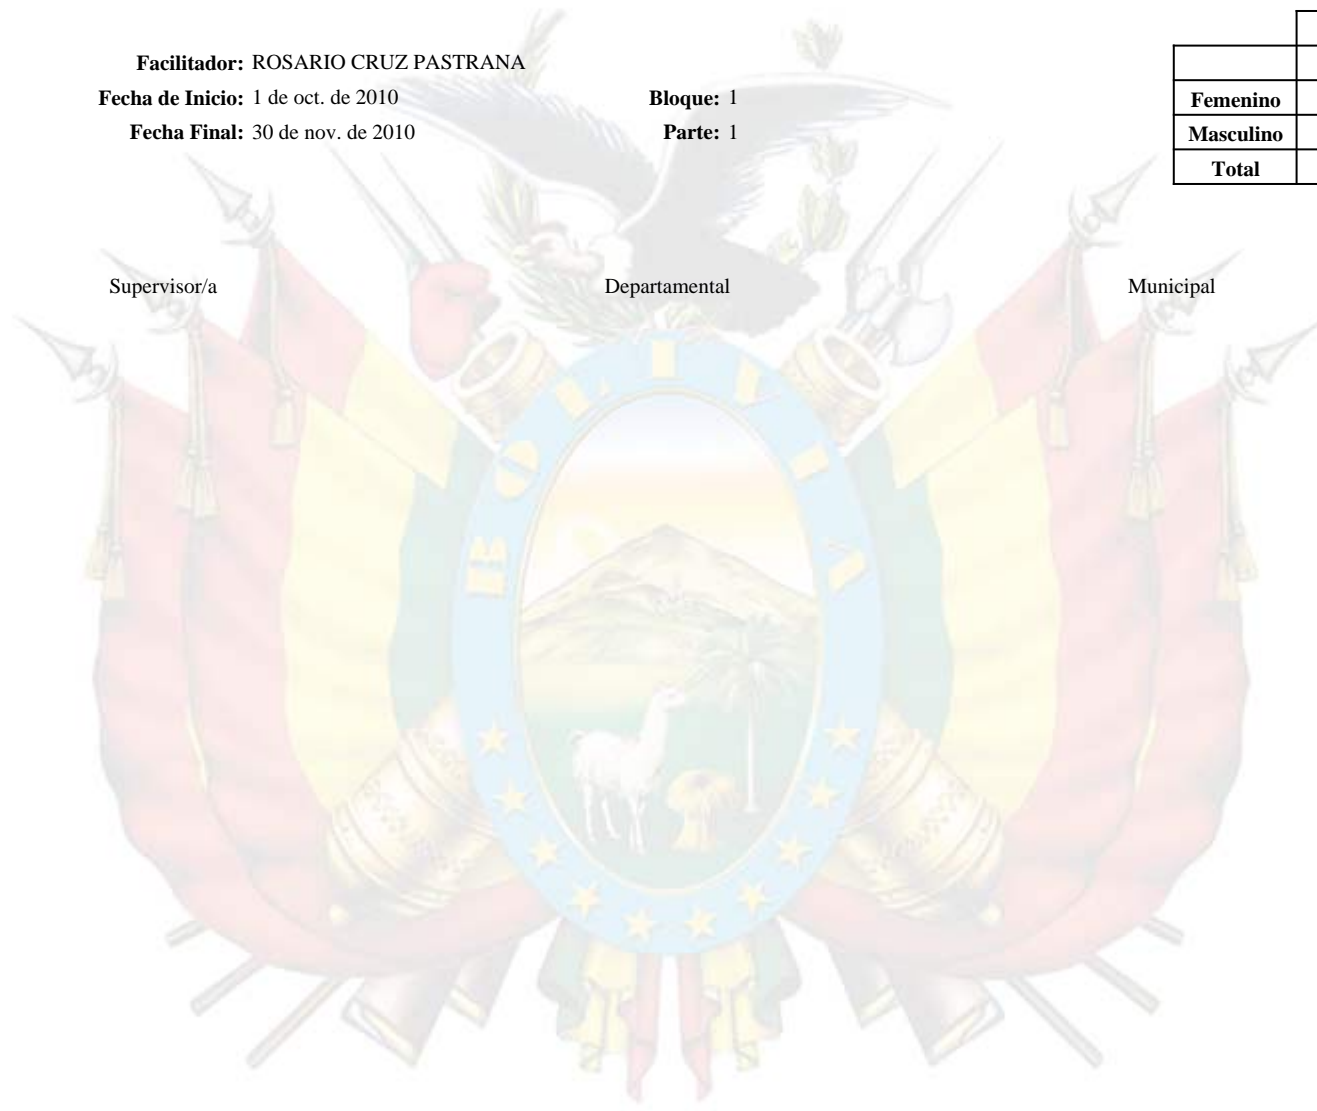 Facilitador: ROSARIO CRUZ PASTRANA
Fecha de Inicio: 1 de oct. de 2010 Bloque: 1
Femenino
Fecha Final: 30 de nov. de 2010 Parte: 1
Masculino
Total
Supervisor/a Departamental Municipal
BOLIVIA